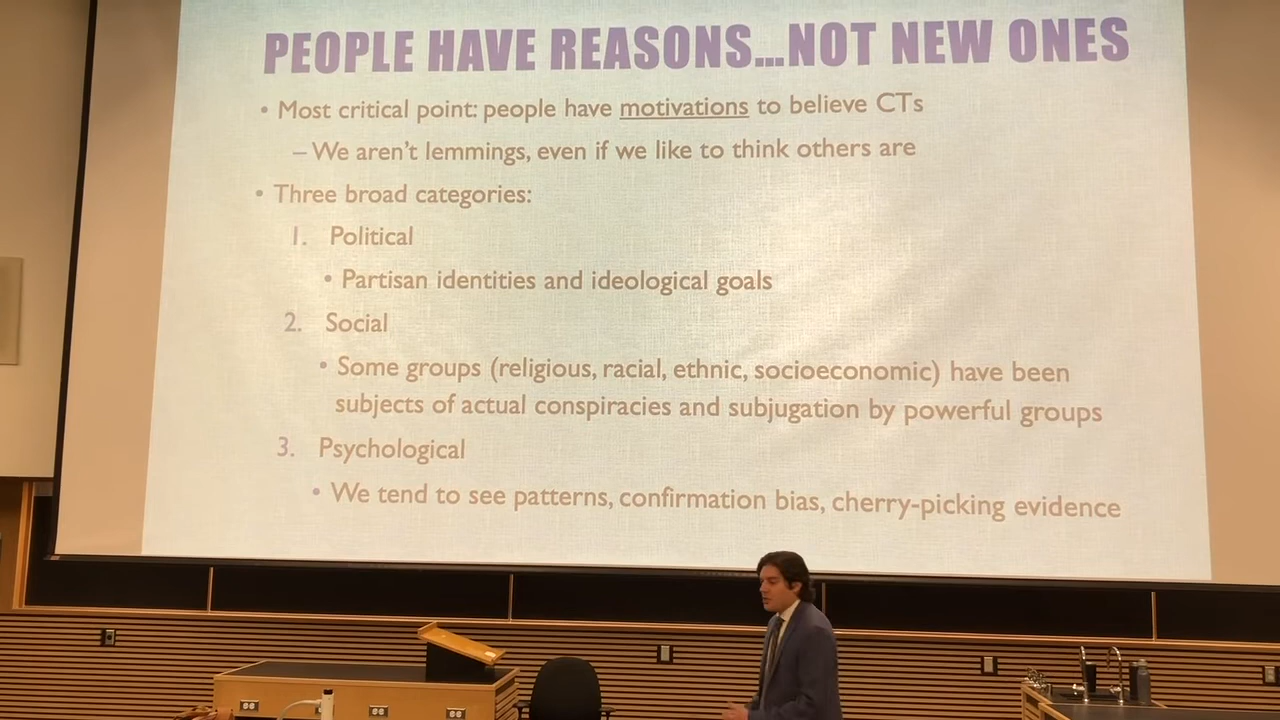 PEOPLE HAVE REASONS...NOT NEW ONES
• Most critical point: people have motivations to believe CTs
– We aren't lemmings, even if we like to think others are
• Three broad categories:
1. Political
• Partisan identities and ideological goals
2. Social
• Some groups (religious, racial, ethnic, socioeconomic) have been
subjects of actual conspiracies and subjugation by powerful groups
3. Psychological
• We tend to see patterns, confirmation bias, cherry-picking evidence